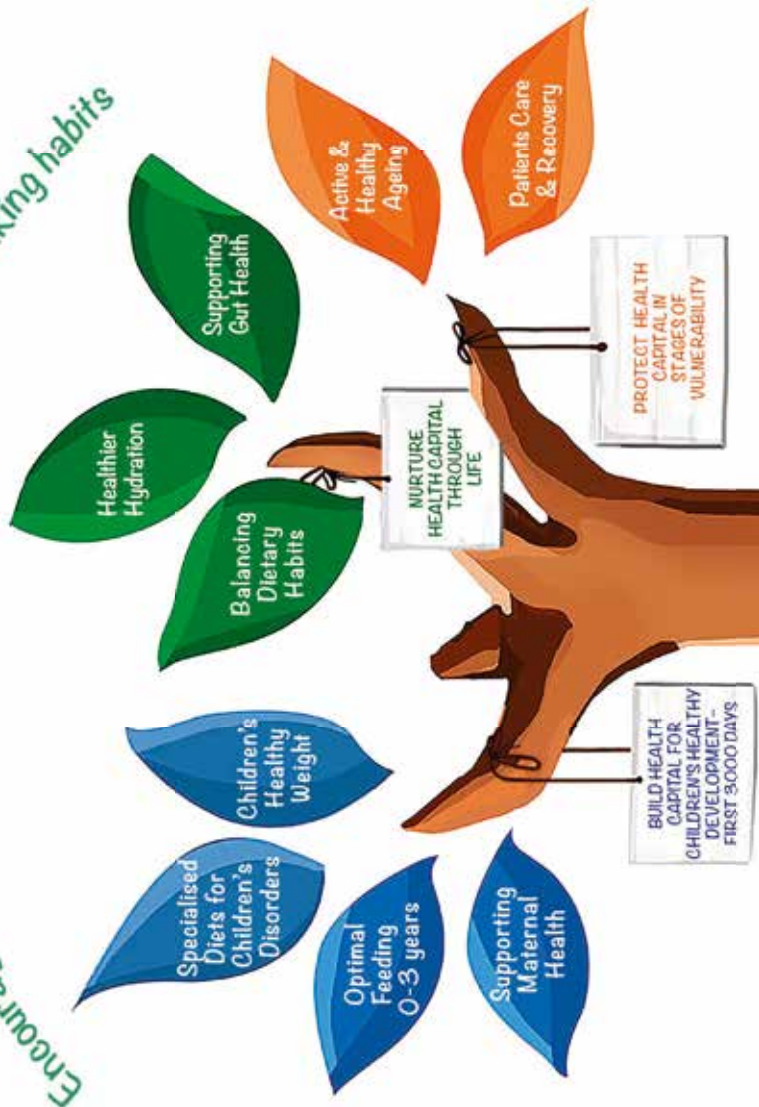 Encourag
king habits
Supporting
Maternal
Health
Optimal
Feeding
0-3 years
Specialised
Diets for
Children's
Disorders
Children's
Healthy
Weight
BUILD HEALTH
CAPITAL FOR
CHILDREN'S HEALTHY
DEVELOPMENT-
FIRST 3000 DAYS
Balancing
Dietary
Habits
Healthier
Hydration
Supporting
Gut Health
NURTURE
HEALTH CAPITAL
THROUGH
LIFE
Active &
Healthy
Ageing
Patients Care
& Recovery
PROTECT HEALTH
CAPITAL IN
STAGES OF
VULNERABILITY